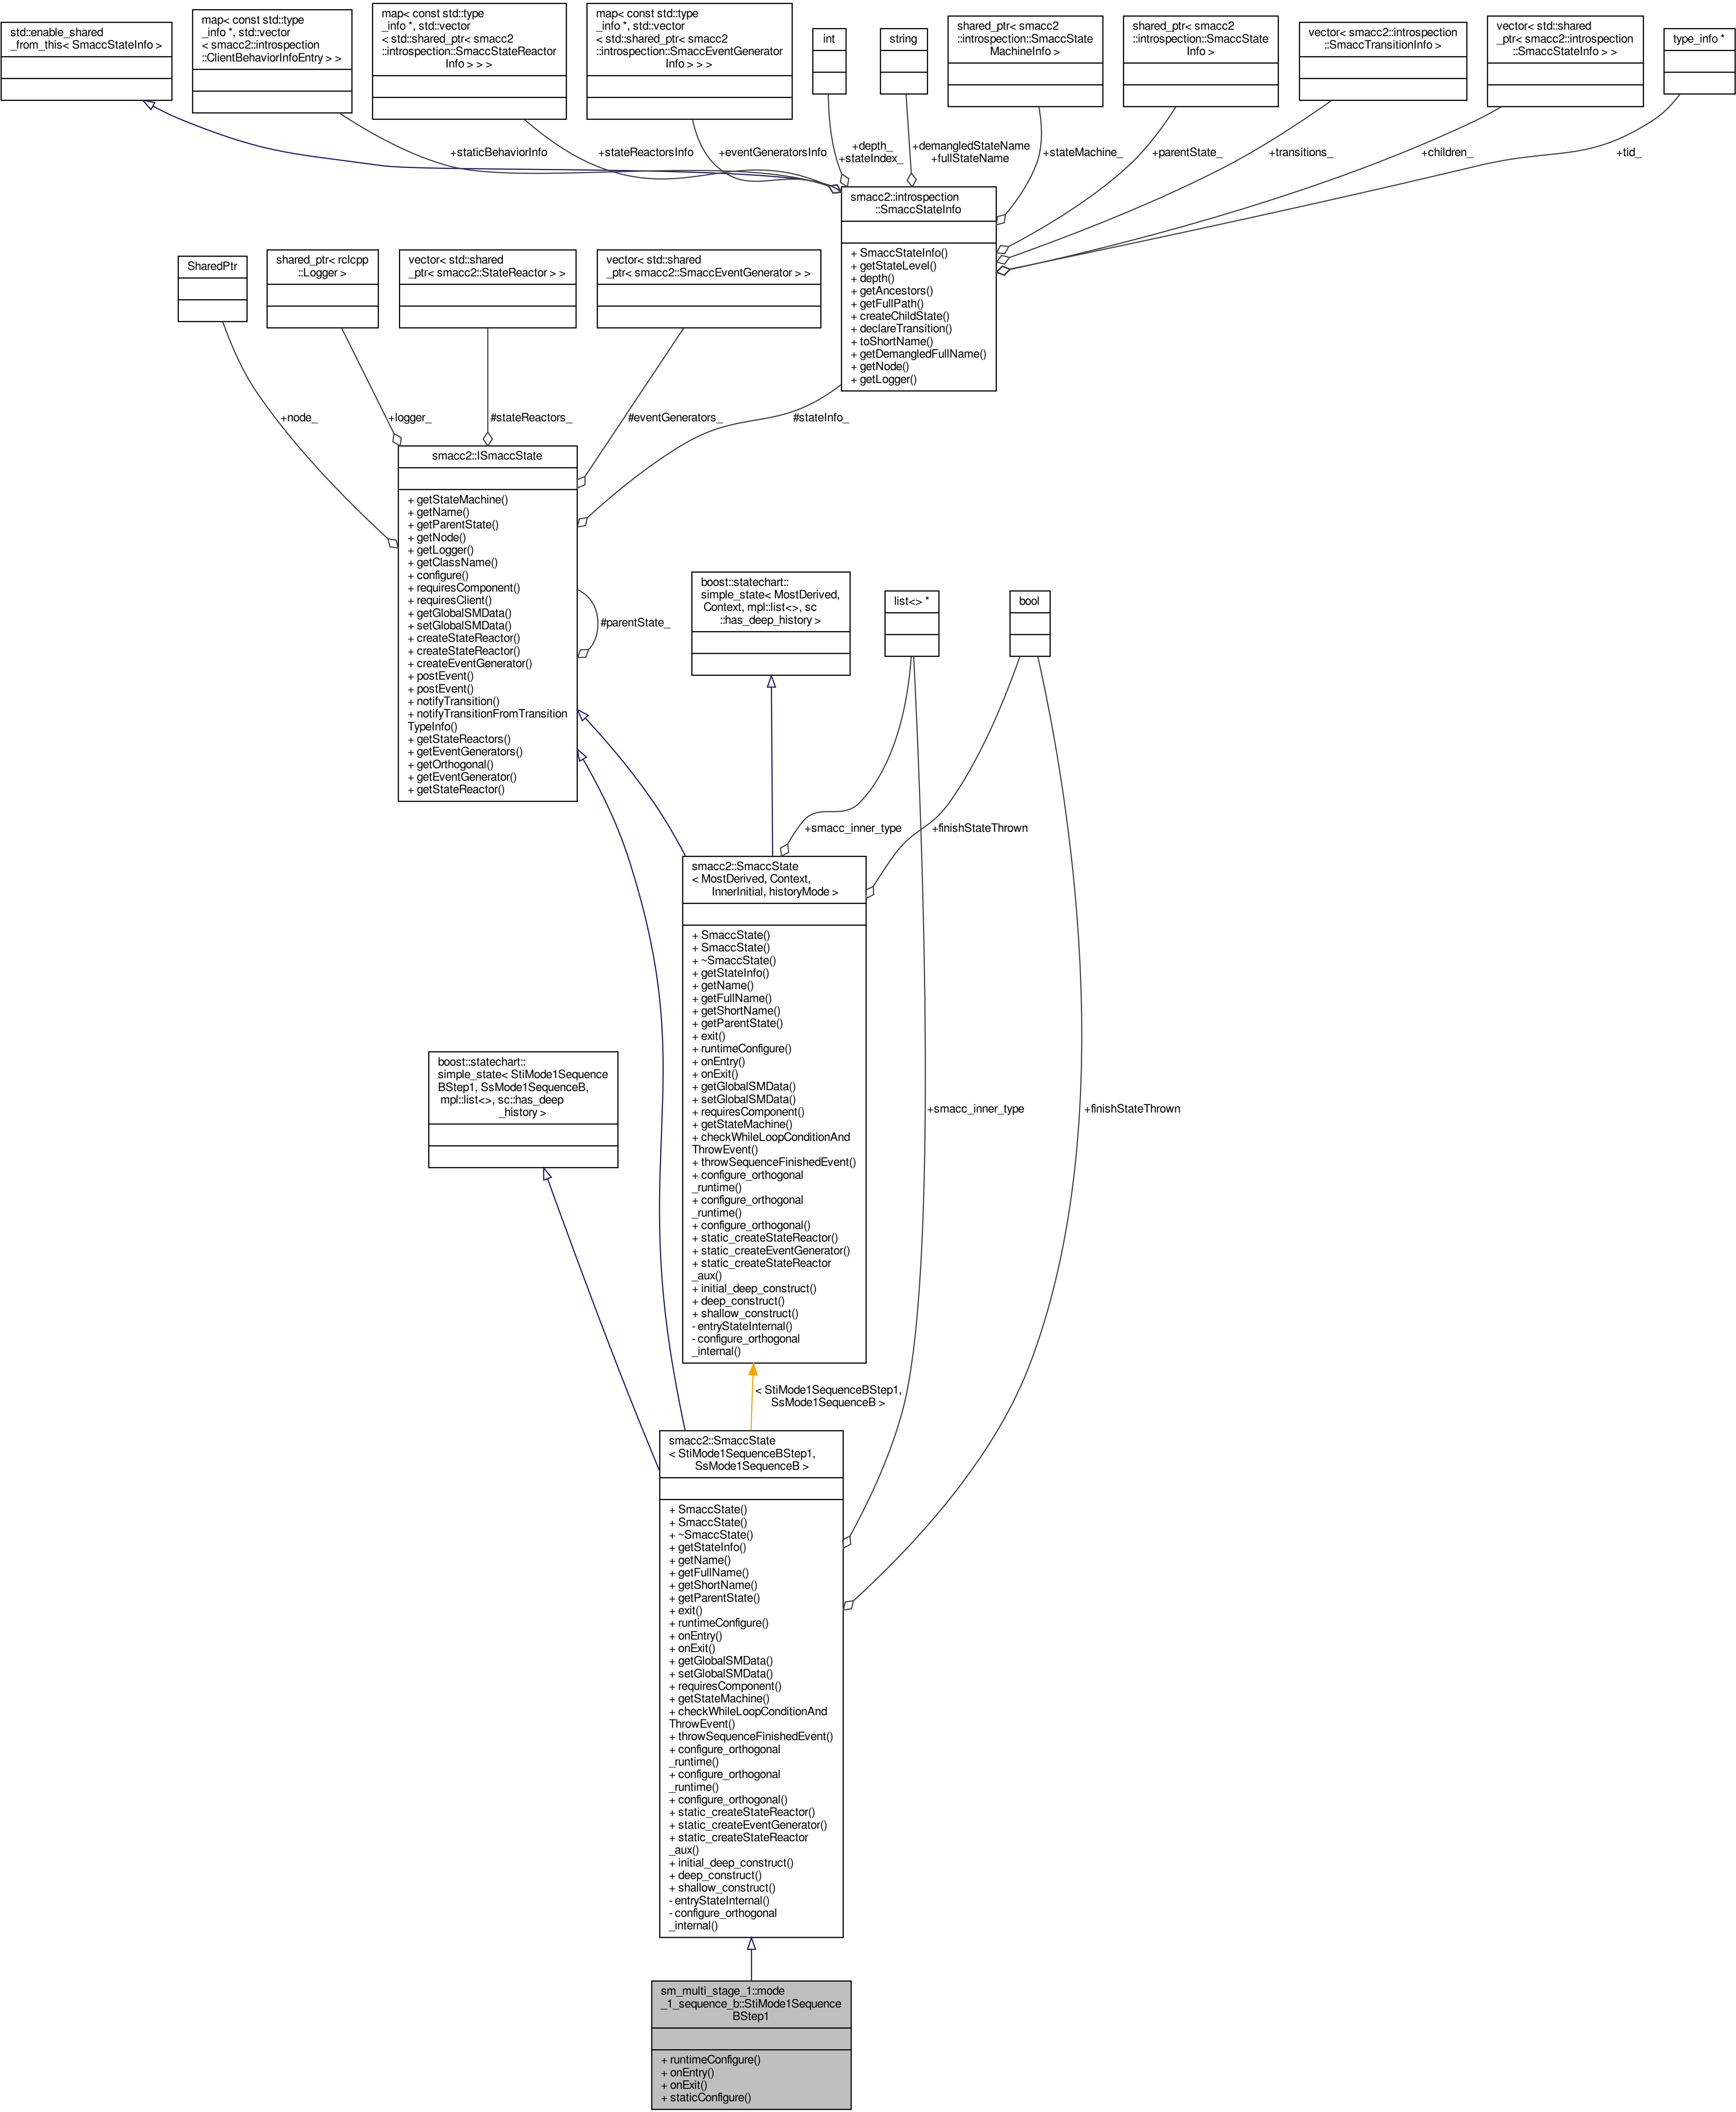 std::enable_shared
_from_this< SmaccStateInfo >
map< const std::type
_info *, std::vector
< smacc2::introspection
::ClientBehaviorInfoEntry > >
map< const std::type
_info *, std::vector
< std::shared_ptr< smacc2
::introspection::SmaccStateReactor
Info > > >
map< const std::type
_info *, std::vector
< std::shared_ptr< smacc2
::introspection::SmaccEventGenerator
Info > > >
int
string
shared_ptr< smacc2
::introspection::SmaccState
MachineInfo >
shared_ptr< smacc2
::introspection::SmaccState
Info >
vector< smacc2::introspection
::SmaccTransitionInfo >
vector< std::shared
_ptr< smacc2::introspection
::SmaccStateInfo > >
type_info *
+staticBehaviorInfo
+stateReactorsInfo
+eventGeneratorsInfo
+depth_
+stateIndex_
+demangledStateName
+fullStateName
+stateMachine_
+parentState_
+transitions_
+children_
+tid_
smacc2::introspection
::SmaccStateInfo
+ SmaccStateInfo()
+ getStateLevel()
+ depth()
+ getAncestors()
+ getFullPath()
+ createChildState()
+ declareTransition()
+ toShortName()
+ getDemangledFullName()
+ getNode()
+ getLogger()
SharedPtr
shared_ptr< rclcpp
::Logger >
vector< std::shared
_ptr< smacc2::StateReactor > >
vector< std::shared
_ptr< smacc2::SmaccEventGenerator > >
+node_
+logger_
#stateReactors_
#eventGenerators_
#stateInfo_
smacc2::ISmaccState
+ getStateMachine()
+ getName()
+ getParentState()
+ getNode()
+ getLogger()
+ getClassName()
+ configure()
+ requiresComponent()
+ requiresClient()
+ getGlobalSMData()
+ setGlobalSMData()
+ createStateReactor()
+ createStateReactor()
+ createEventGenerator()
+ postEvent()
+ postEvent()
+ notifyTransition()
+ notifyTransitionFromTransition
TypeInfo()
+ getStateReactors()
+ getEventGenerators()
+ getOrthogonal()
+ getEventGenerator()
+ getStateReactor()
#parentState_
boost::statechart::
simple_state< MostDerived,
Context, mpl::list<>, sc
::has_deep_history >
list<> *
bool
+smacc_inner_type
+finishStateThrown
smacc2::SmaccState
< MostDerived, Context,
InnerInitial, historyMode >
+ SmaccState()
+ SmaccState()
+ ~SmaccState()
+ getStateInfo()
+ getName()
+ getFullName()
+ getShortName()
+ getParentState()
+ exit()
+ runtimeConfigure()
+ onEntry()
+ onExit()
+ getGlobalSMData()
+ setGlobalSMData()
+ requiresComponent()
+ getStateMachine()
+ checkWhileLoopConditionAnd
ThrowEvent()
+ throwSequenceFinishedEvent()
+ configure_orthogonal
_runtime()
+ configure_orthogonal
_runtime()
+ configure_orthogonal()
+ static_createStateReactor()
+ static_createEventGenerator()
+ static_createStateReactor
_aux()
+ initial_deep_construct()
+ deep_construct()
+ shallow_construct()
- entryStateInternal()
- configure_orthogonal
_internal()
boost::statechart::
simple_state< StiMode1Sequence
BStep1, SsMode1SequenceB,
mpl::list<>, sc::has_deep
_history >
+smacc_inner_type
+finishStateThrown
< StiMode1SequenceBStep1,
SsMode1SequenceB >
smacc2::SmaccState
< StiMode1SequenceBStep1,
SsMode1SequenceB >
+ SmaccState()
+ SmaccState()
+ ~SmaccState()
+ getStateInfo()
+ getName()
+ getFullName()
+ getShortName()
+ getParentState()
+ exit()
+ runtimeConfigure()
+ onEntry()
+ onExit()
+ getGlobalSMData()
+ setGlobalSMData()
+ requiresComponent()
+ getStateMachine()
+ checkWhileLoopConditionAnd
ThrowEvent()
+ throwSequenceFinishedEvent()
+ configure_orthogonal
_runtime()
+ configure_orthogonal
_runtime()
+ configure_orthogonal()
+ static_createStateReactor()
+ static_createEventGenerator()
+ static_createStateReactor
_aux()
+ initial_deep_construct()
+ deep_construct()
+ shallow_construct()
- entryStateInternal()
- configure_orthogonal
_internal()
sm_multi_stage_1::mode
_1_sequence_b::StiMode1Sequence
BStep1
+ runtimeConfigure()
+ onEntry()
+ onExit()
+ staticConfigure()